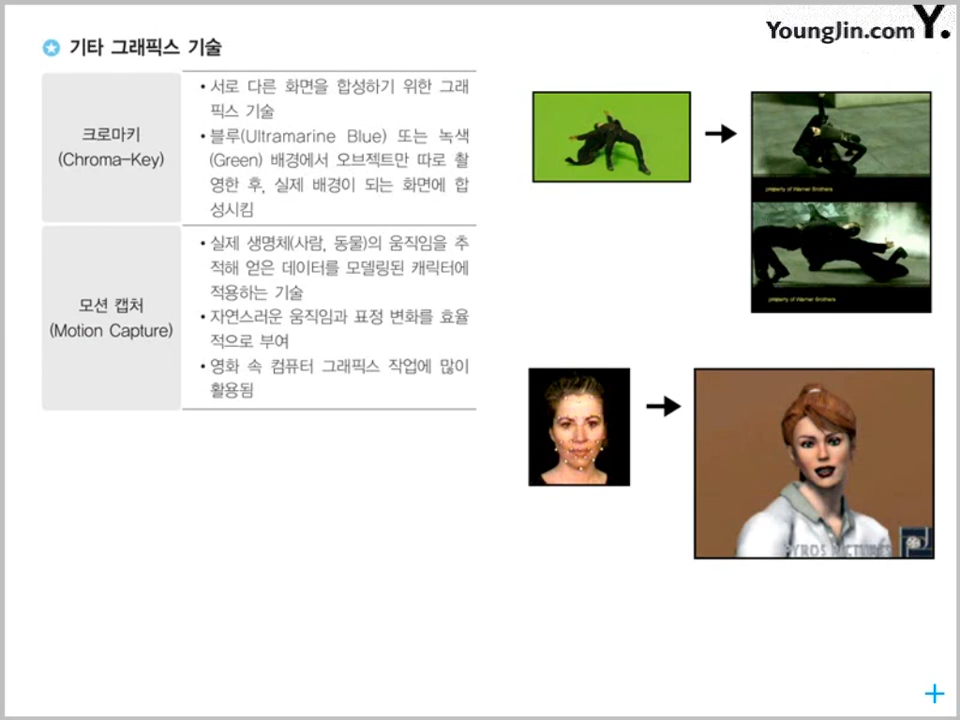 YoungJin.com Y.
기타 그래픽스 기술
크로마키
(Chroma-Key)
• 서로 다른 화면을 합성하기 위한 그래
픽스 기술
• 블루(Ultramarine Blue) 또는 녹색
(Green) 배경에서 오브젝트만 따로 촬
영한 후, 실제 배경이 되는 화면에 합
성시킴
모션 캡처
(Motion Capture)
• 실제 생명체(사람, 동물)의 움직임을 추
적해 얻은 데이터를 모델링된 캐릭터에
적용하는 기술
• 자연스러운 움직임과 표정 변화를 효율
적으로 부여
• 영화 속 컴퓨터 그래픽스 작업에 많이
활용됨
property of Warner Brothers
property of Warner Brothers